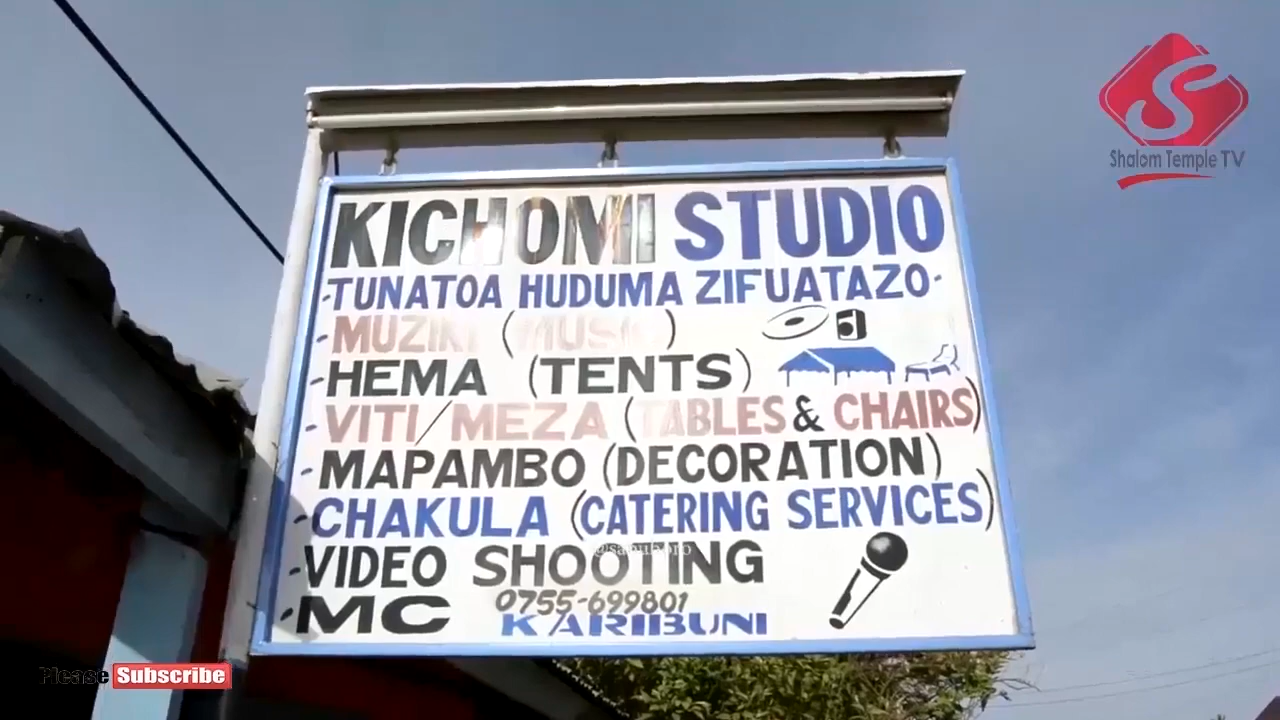 Shalom Temple TV
KICHOMI STUDIO
-TUNATOA HUDUMA ZIFUATAZO-
-MUZIKI (MUSIC)
-HEMA (TENTS)
-VITI/MEZA (TABLES & CHAIRS)
-MAPAMBO (DECORATION)
-CHAKULA (CATERING SERVICES)
-VIDEO SHOOTING
-MC 0755-699801
KARIBUNI
Please Subscribe